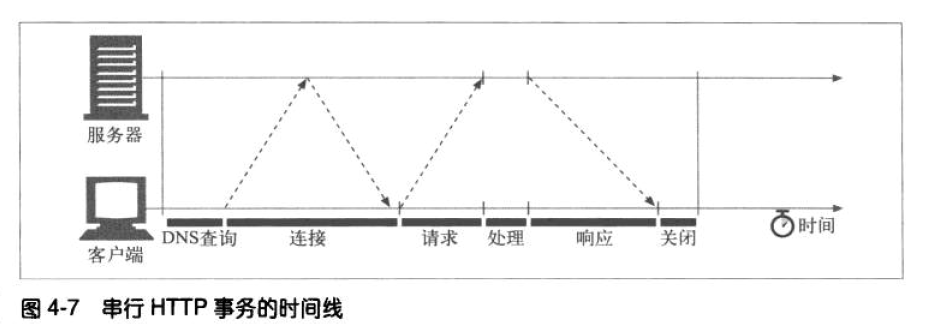 服务器
客户端
DNS查询 连接 请求 处理 响应 关闭 时间
图 4-7 串行 HTTP 事务的时间线